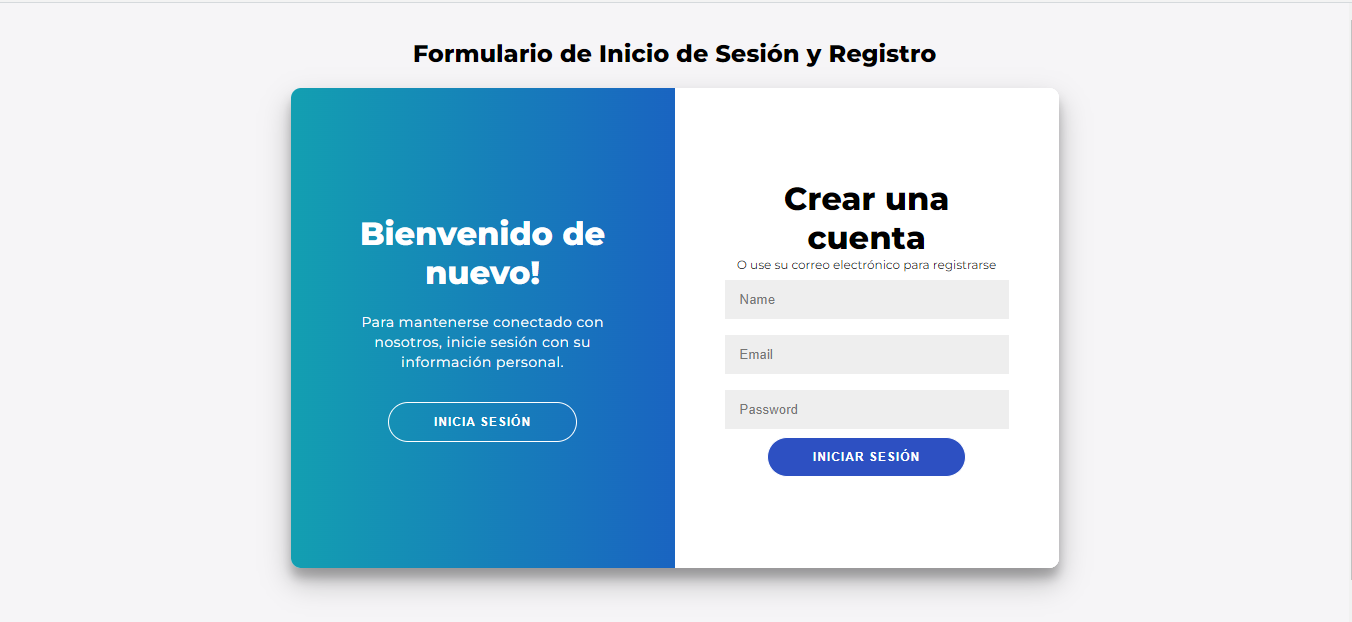 Formulario de Inicio de Sesión y Registro
Bienvenido de
nuevo!
Para mantenerse conectado con
nosotros, inicie sesión con su
información personal.
INICIA SESIÓN
Crear una
cuenta
O use su correo electrónico para registrarse
Name
Email
Password
INICIAR SESIÓN